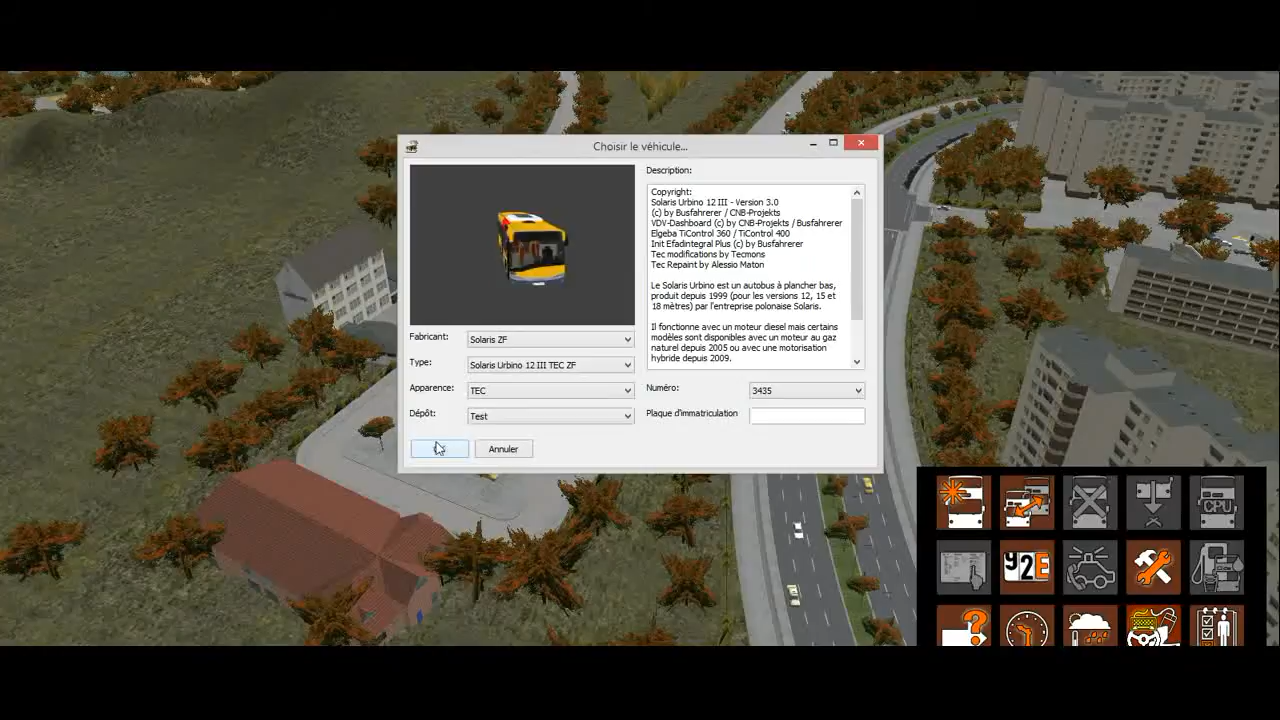 Choisir le véhicule...
Description:
Copyright:
Solaris Urbino 12 III - Version 3.0
(c) by Busfahrerer / CNB-Projekts
VDV-Dashboard (c) by CNB-Projekts / Busfahrerer
Elgeba TiControl 360 / TiControl 400
Init Efadintegral Plus (c) by Busfahrerer
Tec modifications by Tecmons
Tec Repaint by Alessio Maton
Le Solaris Urbino est un autobus à plancher bas,
produit depuis 1999 (pour les versions 12, 15 et
18 mètres) par l'entreprise polonaise Solaris.
Il fonctionne avec un moteur diesel mais certains
modèles sont disponibles avec un moteur au gaz
naturel depuis 2005 ou avec une motorisation
hybride depuis 2009.
Fabricant: Solaris ZF
Type: Solaris Urbino 12 III TEC ZF
Apparence: TEC
Numéro: 3435
Dépôt: Test
Plaque d'immatriculation
Annuler
CPU
92E